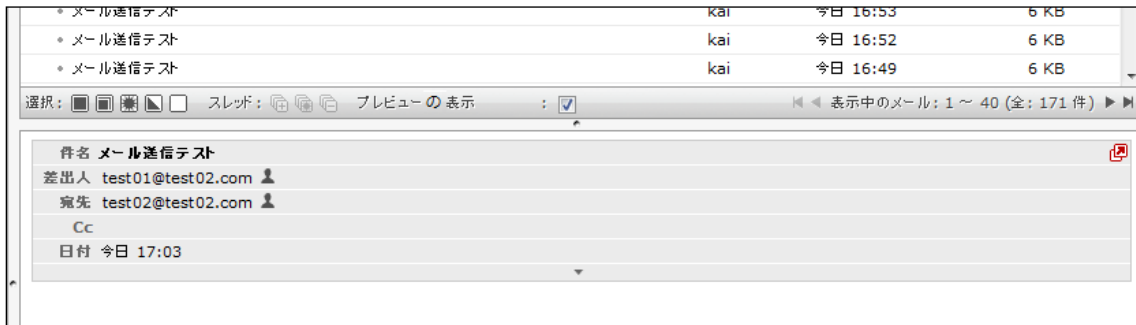 メール送信テスト kai 今日 16:53 6 KB
メール送信テスト kai 今日 16:52 6 KB
メール送信テスト kai 今日 16:49 6 KB
選択: スレッド: プレビューの表示 : 表示中のメール: 1 ～ 40 (全: 171 件)
件名 メール送信テスト
差出人 test01@test02.com
宛先 test02@test02.com
Cc
日付 今日 17:03